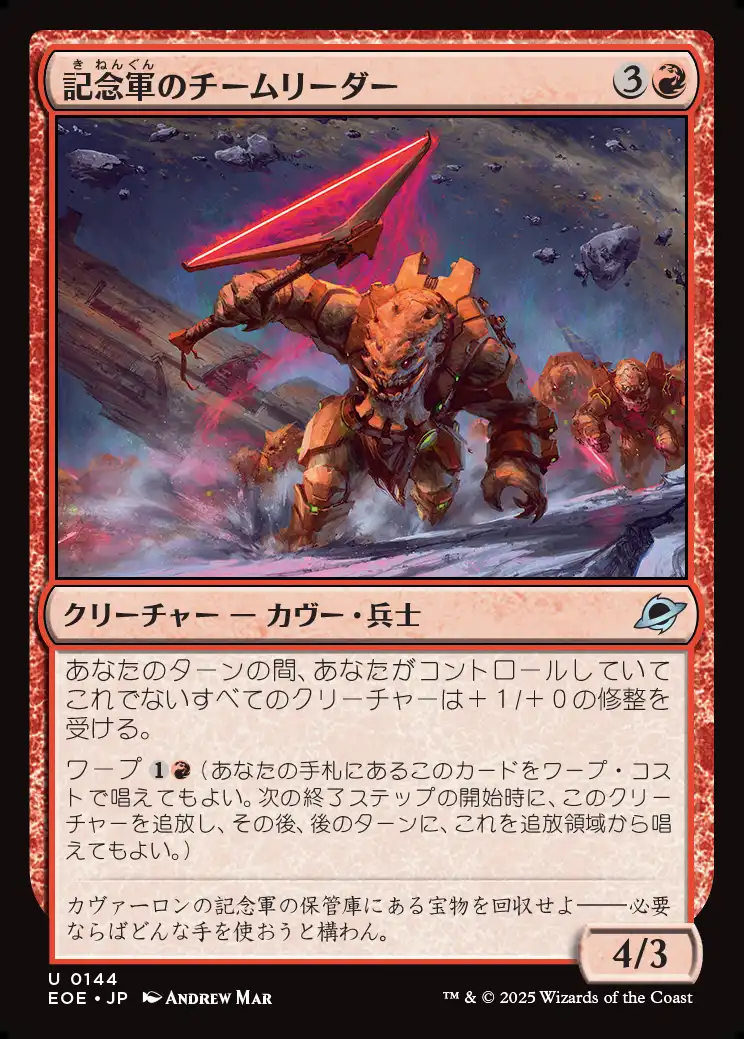 きねんぐん
記念軍のチームリーダー 3
クリーチャー ― カヴー・兵士
あなたのターンの間、あなたがコントロールしていて
これでないすべてのクリーチャーは＋１/＋０の修整を
受ける。
ワープ 1（あなたの手札にあるこのカードをワープ・コス
トで唱えてもよい。次の終了ステップの開始時に、このクリー
チャーを追放し、その後、後のターンに、これを追放領域から唱
えてもよい。）
カヴァーロンの記念軍の保管庫にある宝物を回収せよ――必要
ならばどんな手を使おうと構わん。
4/3
U 0144
EOE • JP ANDREW MAR
™ & © 2025 Wizards of the Coast